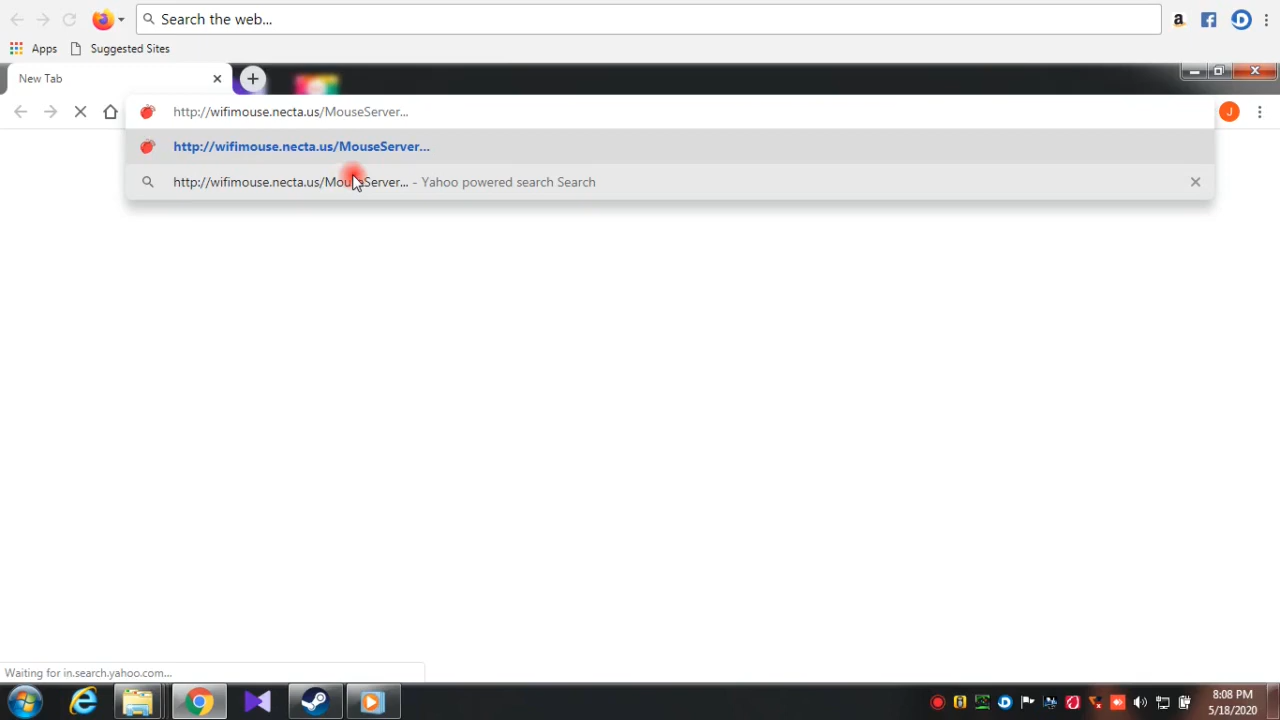 Search the web...
Apps Suggested Sites
New Tab
http://wifimouse.necta.us/MouseServer...
J
http://wifimouse.necta.us/MouseServer...
http://wifimouse.necta.us/MouseServer... - Yahoo powered search Search
Waiting for in.search.yahoo.com...
8:08 PM
5/18/2020